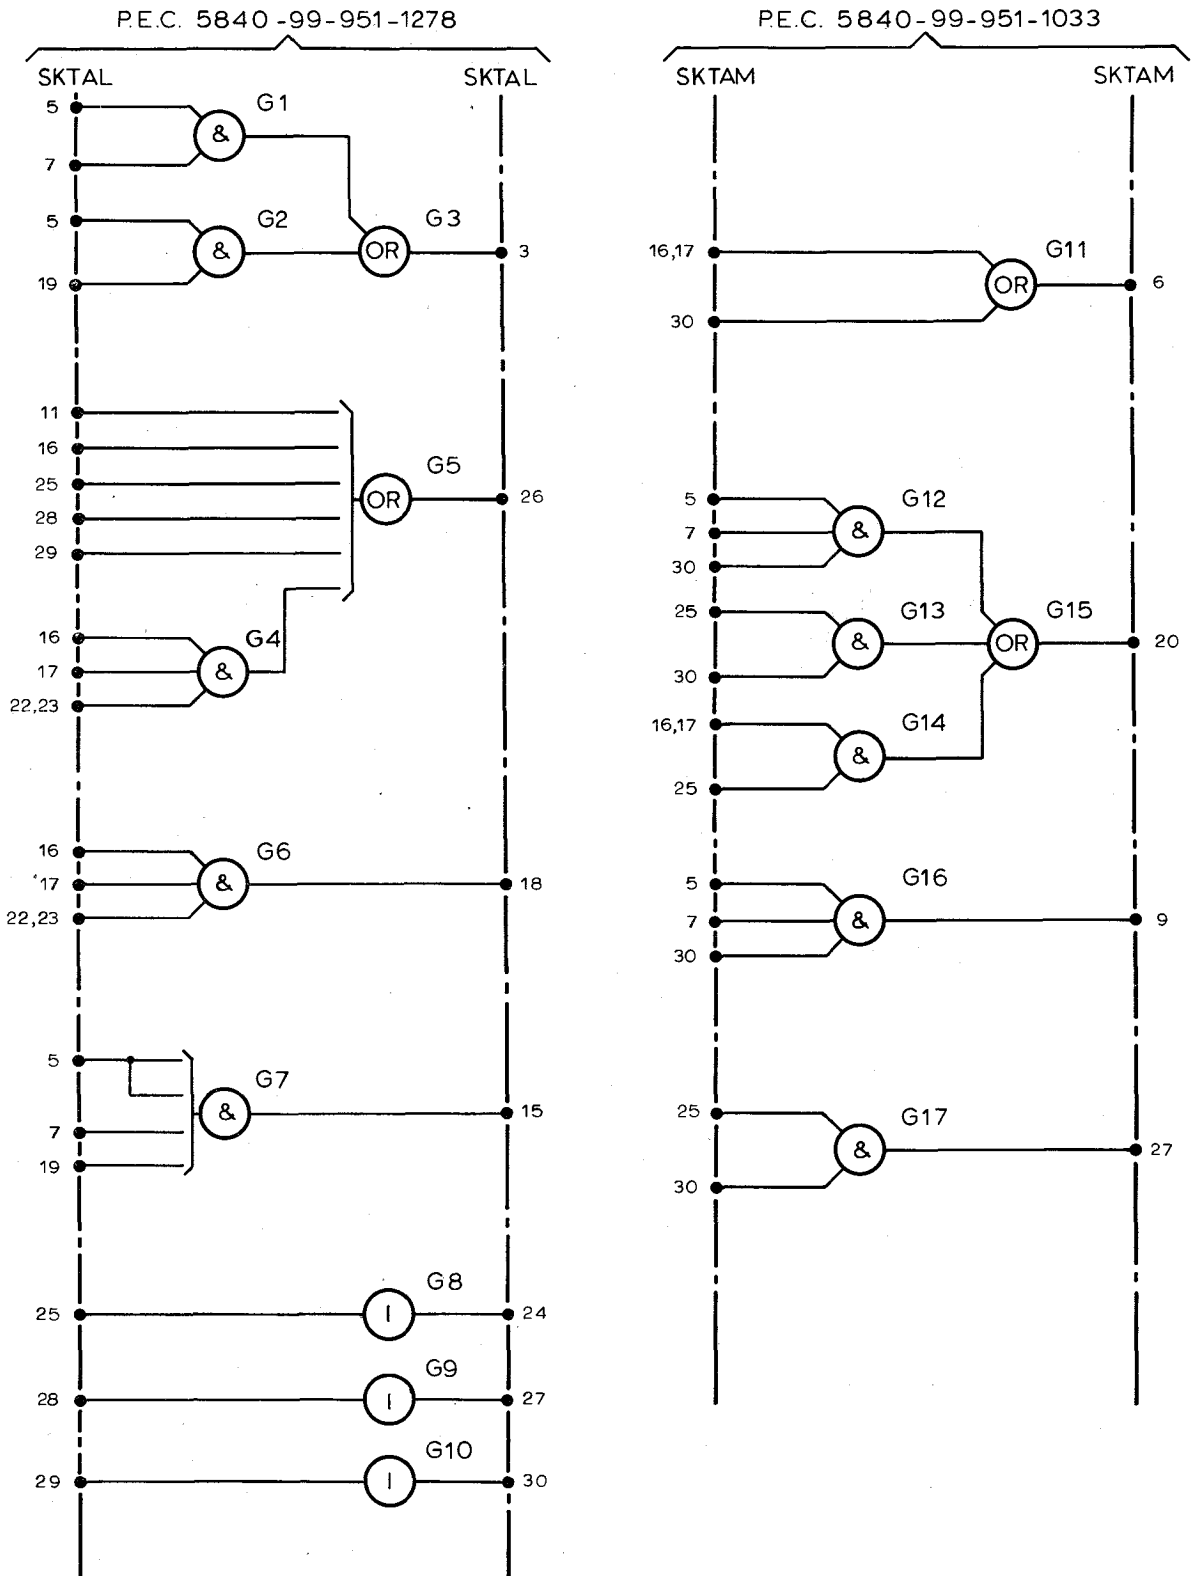 P.E.C. 5840-99-951-1278
SKTAL
SKTAL
5
G1
&
7
5
G2
&
G3
OR
3
19
11
16
25
28
29
G5
OR
26
16
G4
17
&
22,23
16
G6
17
&
18
22,23
5
G7
&
15
7
19
G8
25
I
24
G9
28
I
27
G10
29
I
30
P.E.C. 5840-99-951-1033
SKTAM
SKTAM
16,17
G11
OR
6
30
5
G12
7
&
30
25
G13
&
G15
OR
20
30
16,17
G14
&
25
5
G16
7
&
9
30
25
G17
&
27
30